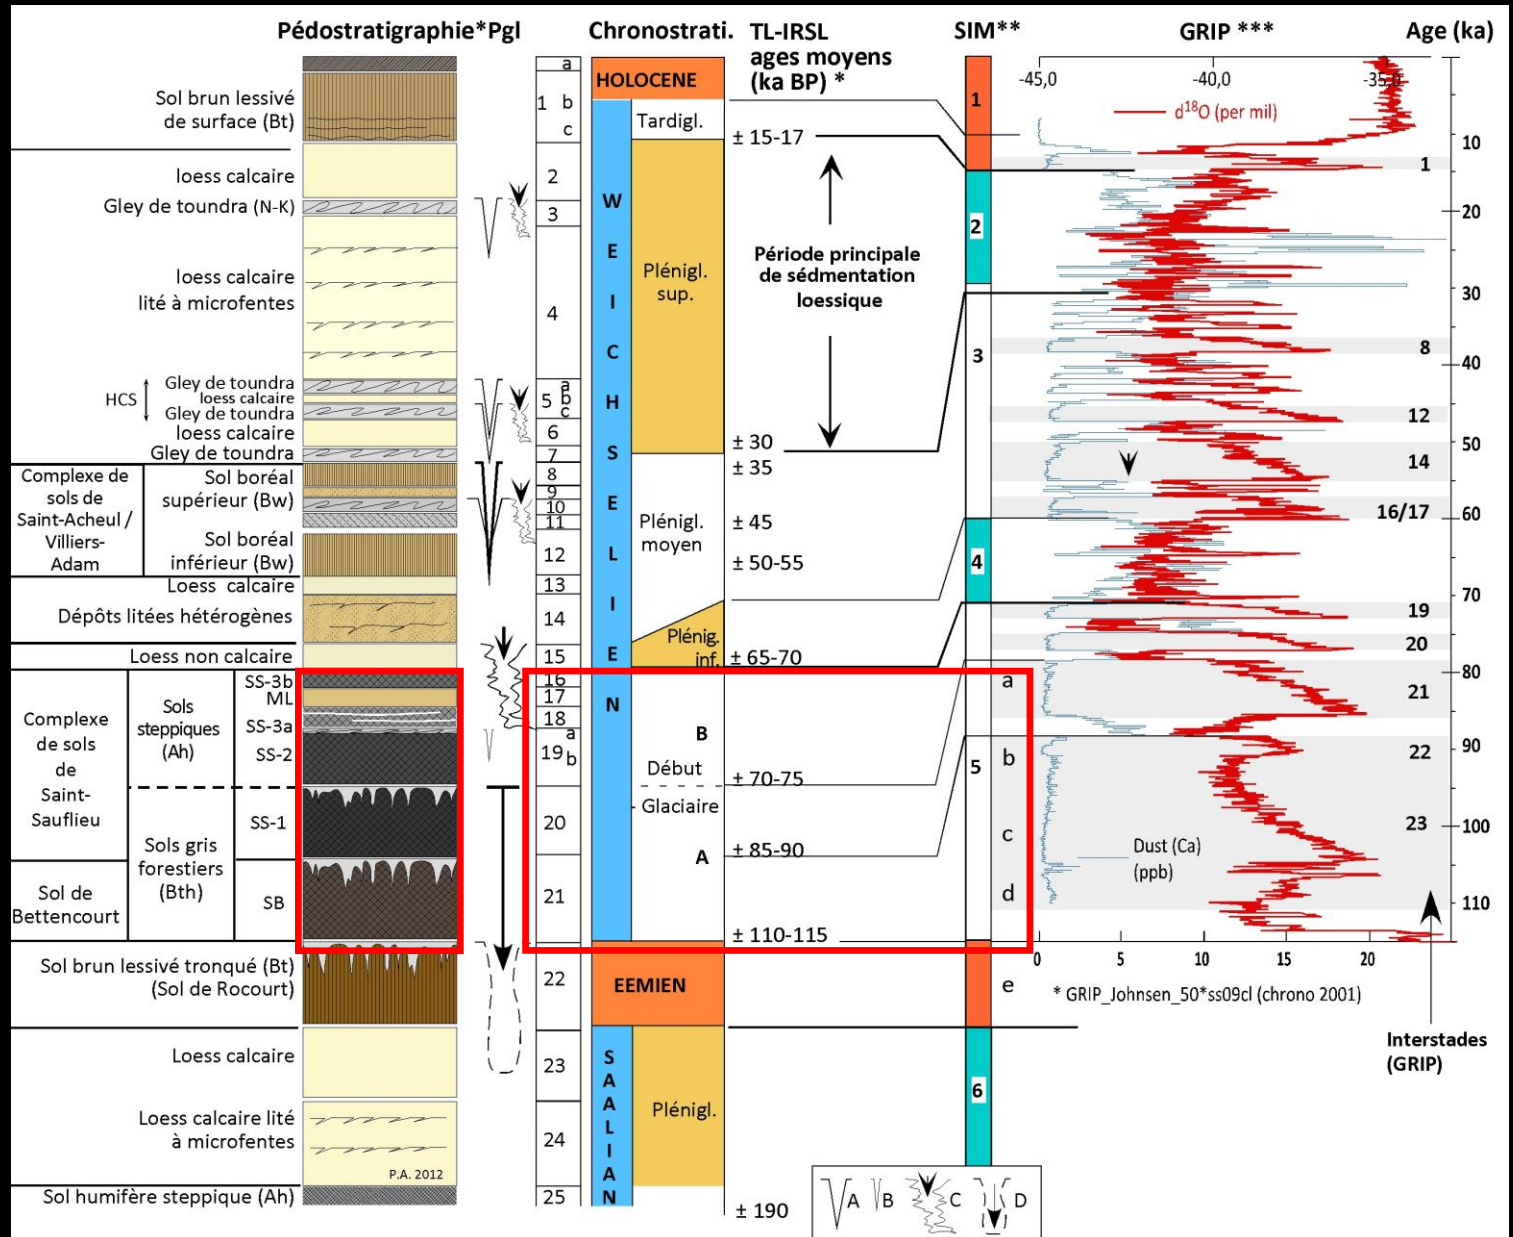 Pédostratigraphie*Pgl
Chronostrati.
TL-IRSL
ages moyens
(ka BP) *
SIM**
GRIP ***
Age (ka)
Sol brun lessivé
de surface (Bt)
loess calcaire
Gley de toundra (N-K)
loess calcaire
lité à microfentes
HCS
Gley de toundra
loess calcaire
Gley de toundra
loess calcaire
Gley de toundra
Complexe de
sols de
Saint-Acheul /
Villiers-
Adam
Sol boréal
supérieur (Bw)
Sol boréal
inférieur (Bw)
Loess calcaire
Dépôts litées hétérogènes
Loess non calcaire
Complexe
de sols
de
Saint-
Sauflieu
Sols
steppiques
(Ah)
SS-3b
ML
SS-3a
SS-2
Sols gris
forestiers
(Bth)
SS-1
Sol de
Bettencourt
SB
Sol brun lessivé tronqué (Bt)
(Sol de Rocourt)
Loess calcaire
Loess calcaire lité
à microfentes
P.A. 2012
Sol humifère steppique (Ah)
a
1 b
c
2
3
4
a
5 b
c
6
7
8
9
10
11
12
13
14
15
16
17
18
a
19 b
20
21
22
23
24
25
HOLOCENE
WEICHSELIEN
Tardigl.
Plénigl.
sup.
Plénigl.
moyen
Plénig.
inf.
B
Début
Glaciaire
A
EEMIEN
SAALIAN
Plénigl.
± 15-17
Période principale
de sédmentation
loessique
± 30
± 35
± 45
± 50-55
± 65-70
± 70-75
± 85-90
± 110-115
± 190
1
2
3
4
5
a
b
c
d
e
6
-45,0
-40,0
-35,0
d18O (per mil)
Dust (Ca)
(ppb)
0
5
10
15
20
* GRIP_Johnsen_50*ss09cl (chrono 2001)
10
1
20
30
8
40
12
50
14
16/17
60
70
19
20
80
21
90
22
23
100
110
Interstades
(GRIP)
A
B
C
D